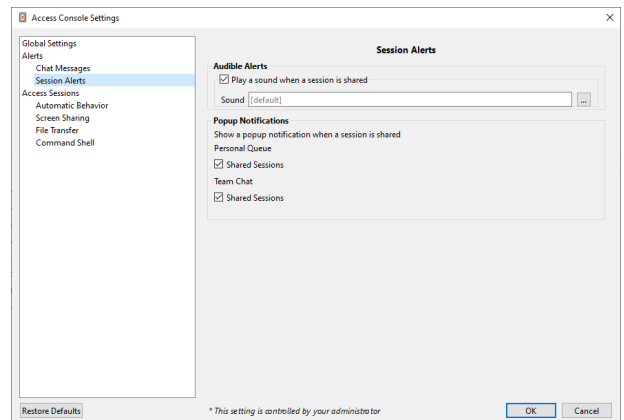 Access Console Settings
Global Settings
Alerts
Chat Messages
Session Alerts
Access Sessions
Automatic Behavior
Screen Sharing
File Transfer
Command Shell
Session Alerts
Audible Alerts
Play a sound when a session is shared
Sound [default] ...
Popup Notifications
Show a popup notification when a session is shared
Personal Queue
Shared Sessions
Team Chat
Shared Sessions
Restore Defaults
* This setting is controlled by your administrator
OK Cancel